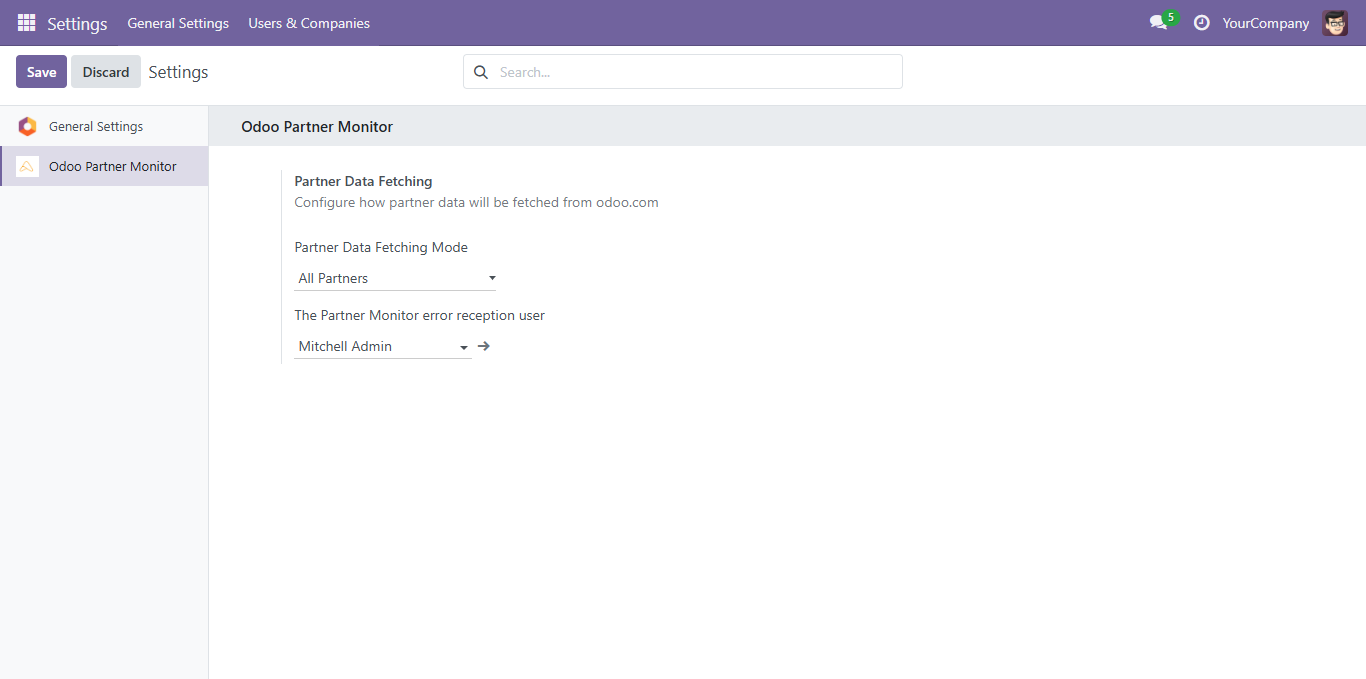 Settings General Settings Users & Companies 5 YourCompany
Save Discard Settings Search...
General Settings
Odoo Partner Monitor
Odoo Partner Monitor
Partner Data Fetching
Configure how partner data will be fetched from odoo.com
Partner Data Fetching Mode
All Partners
The Partner Monitor error reception user
Mitchell Admin